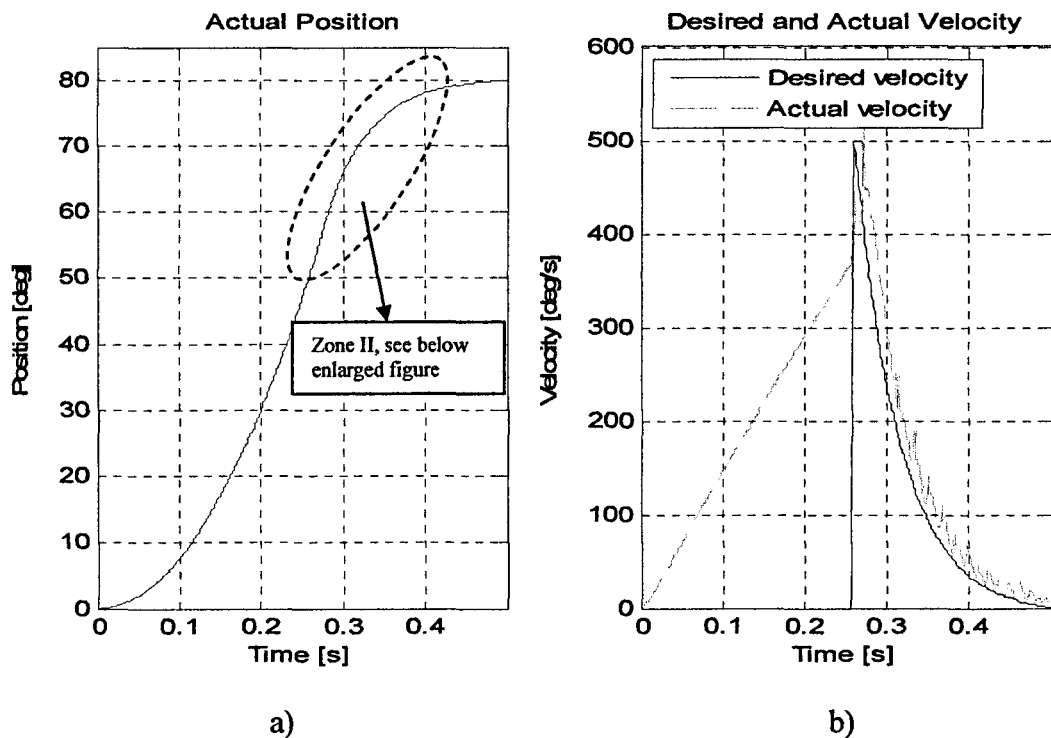 Actual Position
Position [deg]
80
70
60
50
40
30
20
10
0
Zone II, see below
enlarged figure
0 0.1 0.2 0.3 0.4
Time [s]
a)
Desired and Actual Velocity
Velocity [deg/s]
600
500
400
300
200
100
0
Desired velocity
Actual velocity
0 0.1 0.2 0.3 0.4
Time [s]
b)